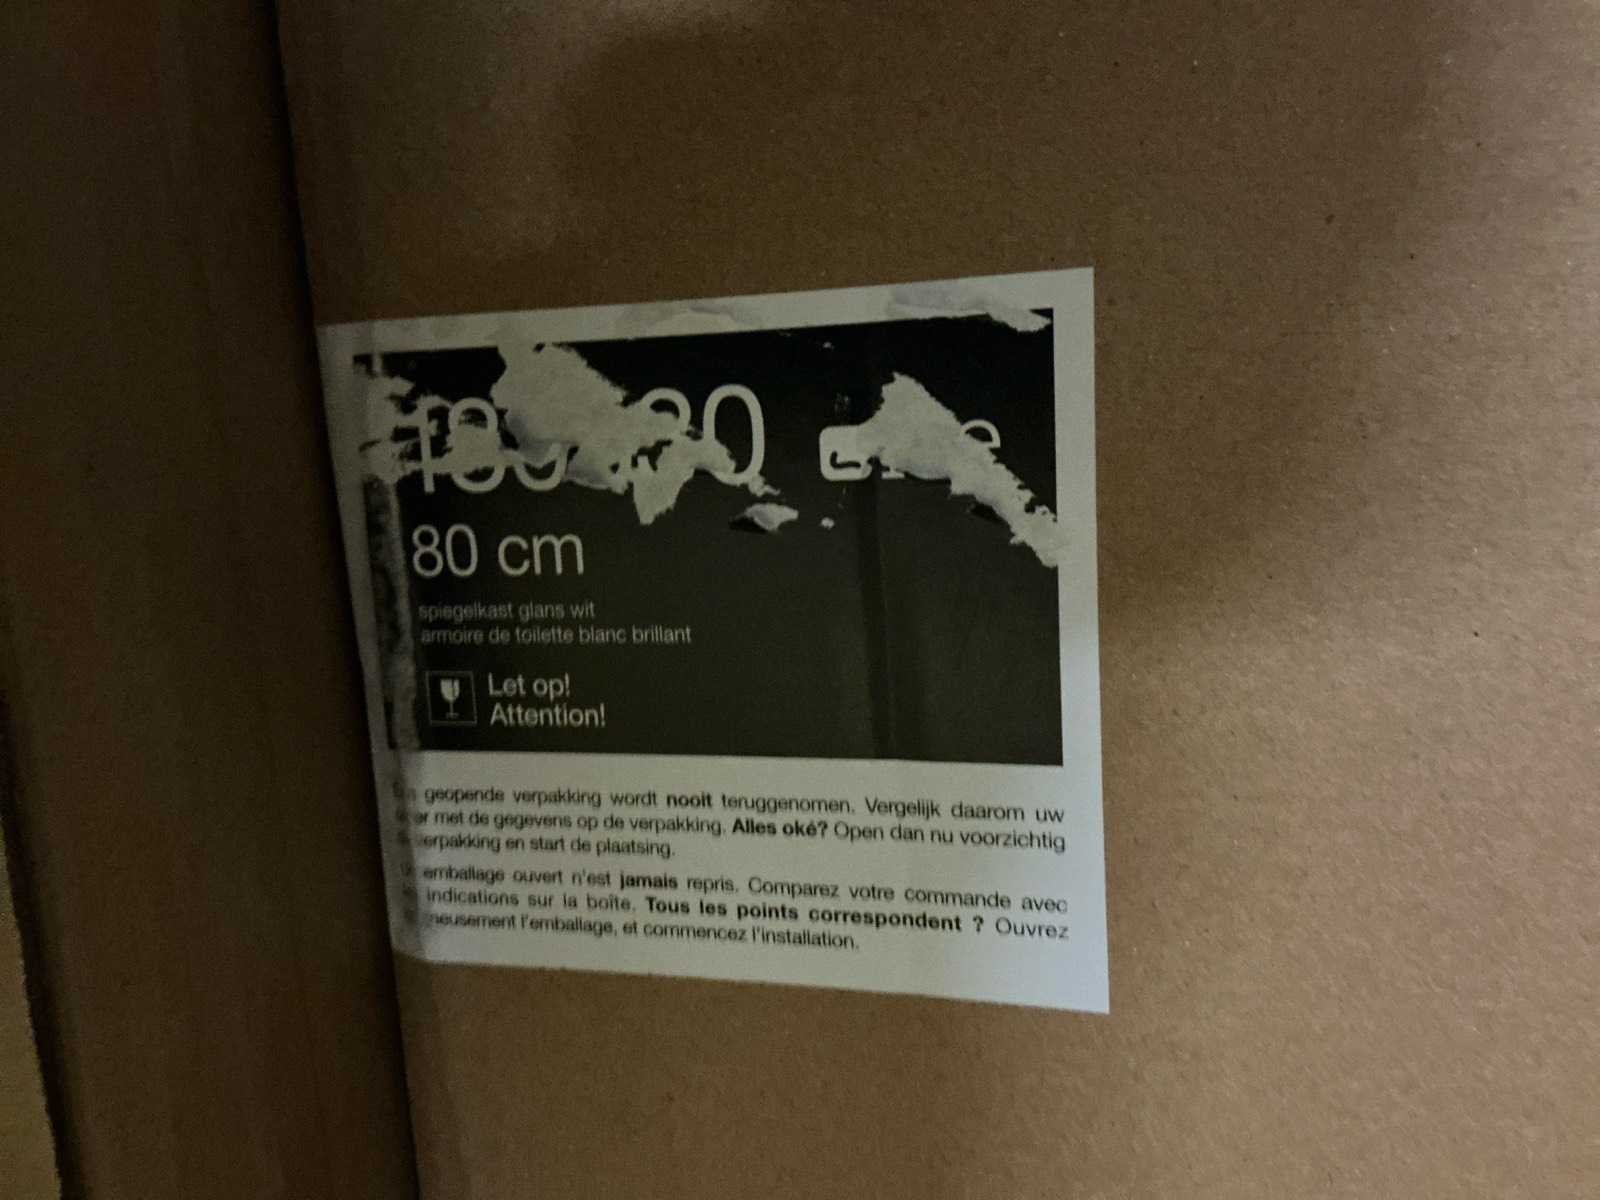 80 cm
spiegelkast glans wit
armoire de toilette blanc brillant
Let op!
Attention!
geopende verpakking wordt nooit teruggenomen. Vergelijk daarom uw
met de gegevens op de verpakking. Alles oké? Open dan nu voorzichtig
verpakking en start de plaatsing.
emballage ouvert n'est jamais repris. Comparez votre commande avec
indications sur la boîte. Tous les points correspondent ? Ouvrez
l'emballage, et commencez l'installation.